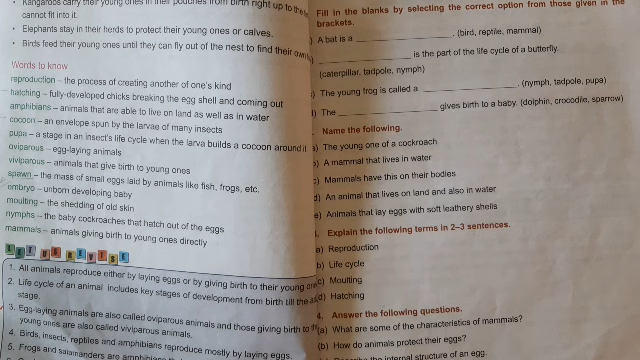 Kangaroos carry their young ones in their pouches from birth right up to the
cannot fit into it.
• Elephants stay in their herds to protect their young ones or calves.
• Birds feed their young ones until they can fly out of the nest to find their own
Words to know
reproduction – the process of creating another of one's kind
hatching – fully-developed chicks breaking the egg shell and coming out
amphibians – animals that are able to live on land as well as in water
cocoon – an envelope spun by the larvae of many insects
pupa – a stage in an insect's life cycle when the larva builds a cocoon around it
oviparous – egg-laying animals
viviparous – animals that give birth to young ones
spawn – the mass of small eggs laid by animals like fish, frogs, etc.
embryo – unborn developing baby
moulting – the shedding of old skin
nymphs – the baby cockroaches that hatch out of the eggs
mammals – animals giving birth to young ones directly
LET US REVISE
1. All animals reproduce either by laying eggs or by giving birth to their young
2. Life cycle of an animal includes key stages of development from birth till the
stage.
3. Egg-laying animals are also called oviparous animals and those giving birth to
young ones are also called viviparous animals.
4. Birds, insects, reptiles and amphibians reproduce mostly by laying eggs.
5. Frogs and salamanders are amphibians
Fill in the blanks by selecting the correct option from those given in the
brackets.
) A bat is a ____________. (bird, reptile, mammal)
____________ is the part of the life cycle of a butterfly.
(caterpillar, tadpole, nymph)
) The young frog is called a ____________. (nymph, tadpole, pupa)
) The ____________ gives birth to a baby. (dolphin, crocodile, sparrow)
Name the following.
a) The young one of a cockroach
b) A mammal that lives in water
c) Mammals have this on their bodies
d) An animal that lives on land and also in water
e) Animals that lay eggs with soft leathery shells
Explain the following terms in 2–3 sentences.
a) Reproduction
b) Life cycle
c) Moulting
d) Hatching
4. Answer the following questions.
(a) What are some of the characteristics of mammals?
(b) How do animals protect their eggs?
the internal structure of an egg.